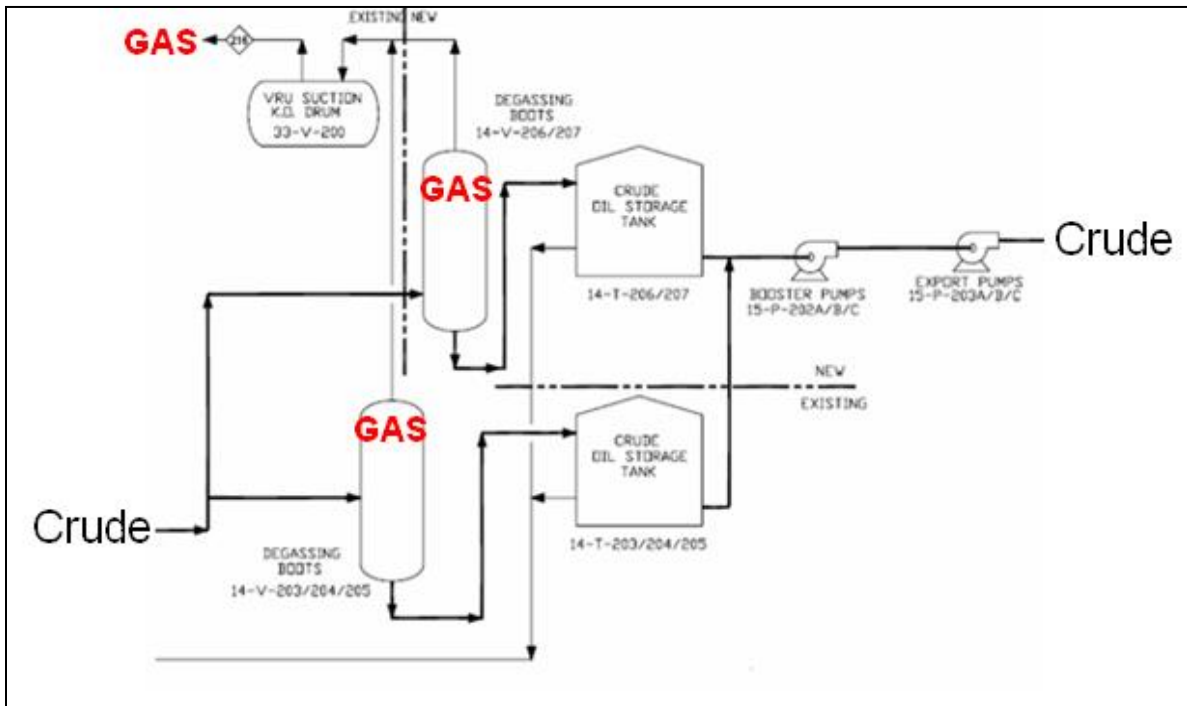 EXISTING NEW
GAS
216
VRU SUCTION
K.O. DRUM
33-V-200
DEGASSING
BOOTS
14-V-206/207
GAS
CRUDE
OIL STORAGE
TANK
Crude
14-T-206/207
BOOSTER PUMPS
15-P-202A/B/C
EXPORT PUMPS
15-P-203A/B/C
NEW
EXISTING
GAS
CRUDE
OIL STORAGE
TANK
Crude
14-T-203/204/205
DEGASSING
BOOTS
14-V-203/204/205